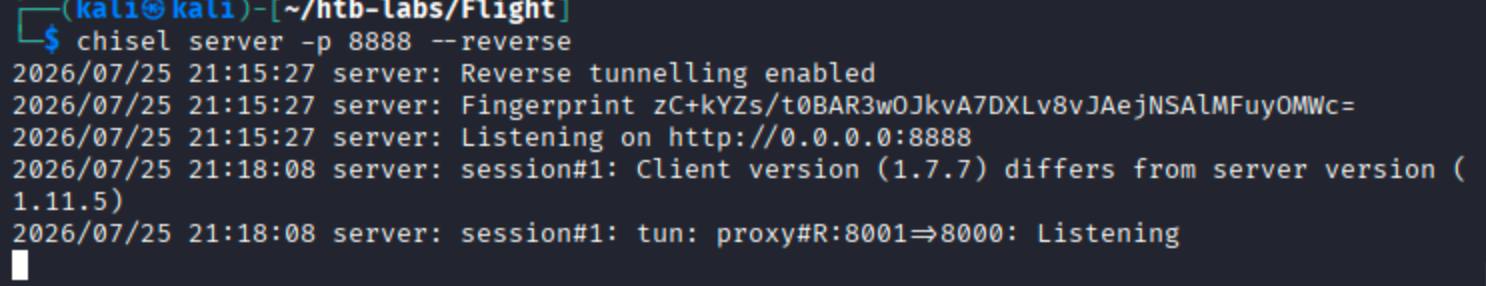 ┌──(kali㉿kali)-[~/htb-labs/Flight]
└─$ chisel server -p 8888 --reverse
2026/07/25 21:15:27 server: Reverse tunnelling enabled
2026/07/25 21:15:27 server: Fingerprint zC+kYZs/t0BAR3wOJkvA7DXLv8vJAejNSAlMFuyOMWc=
2026/07/25 21:15:27 server: Listening on http://0.0.0.0:8888
2026/07/25 21:18:08 server: session#1: Client version (1.7.7) differs from server version (
1.11.5)
2026/07/25 21:18:08 server: session#1: tun: proxy#R:8001=>8000: Listening